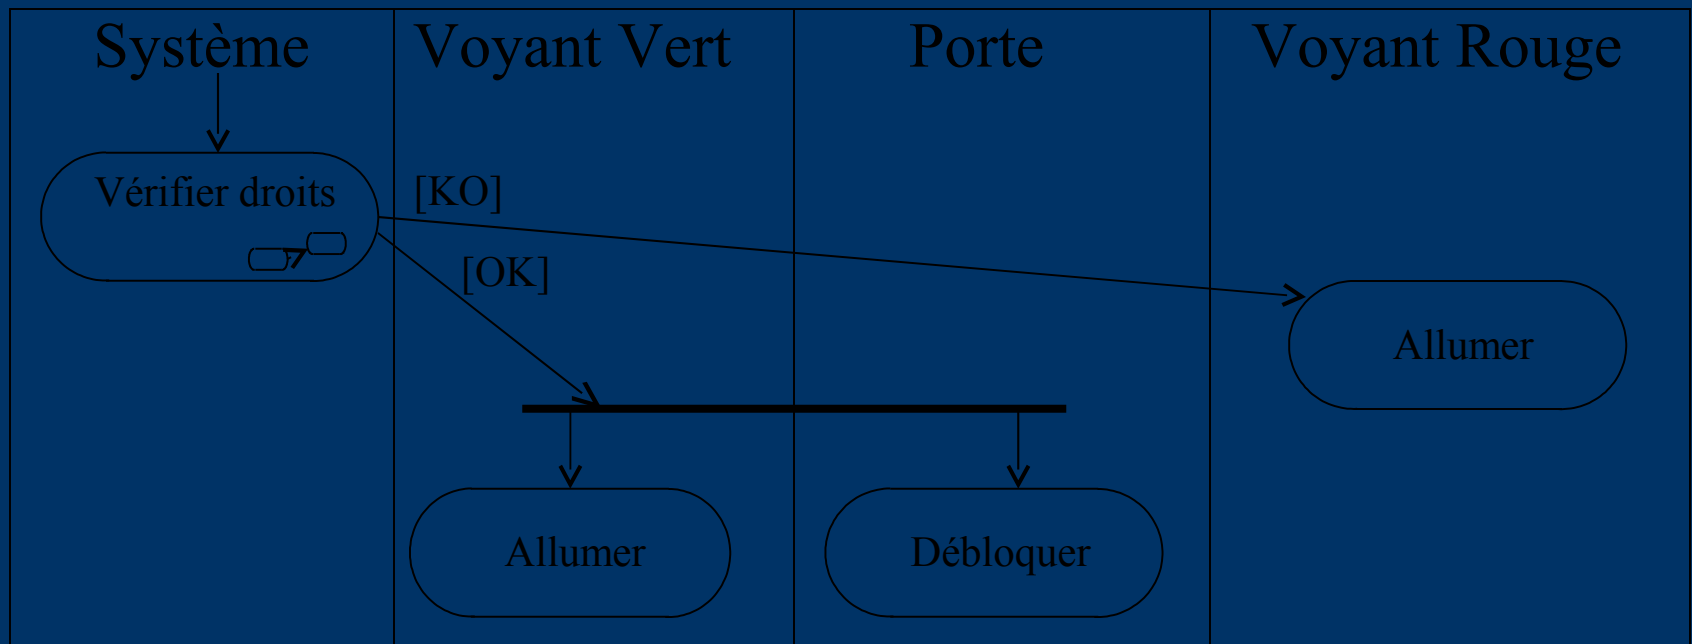 Système
Voyant Vert
Porte
Voyant Rouge
Vérifier droits
[KO]
[OK]
Allumer
Allumer
Débloquer